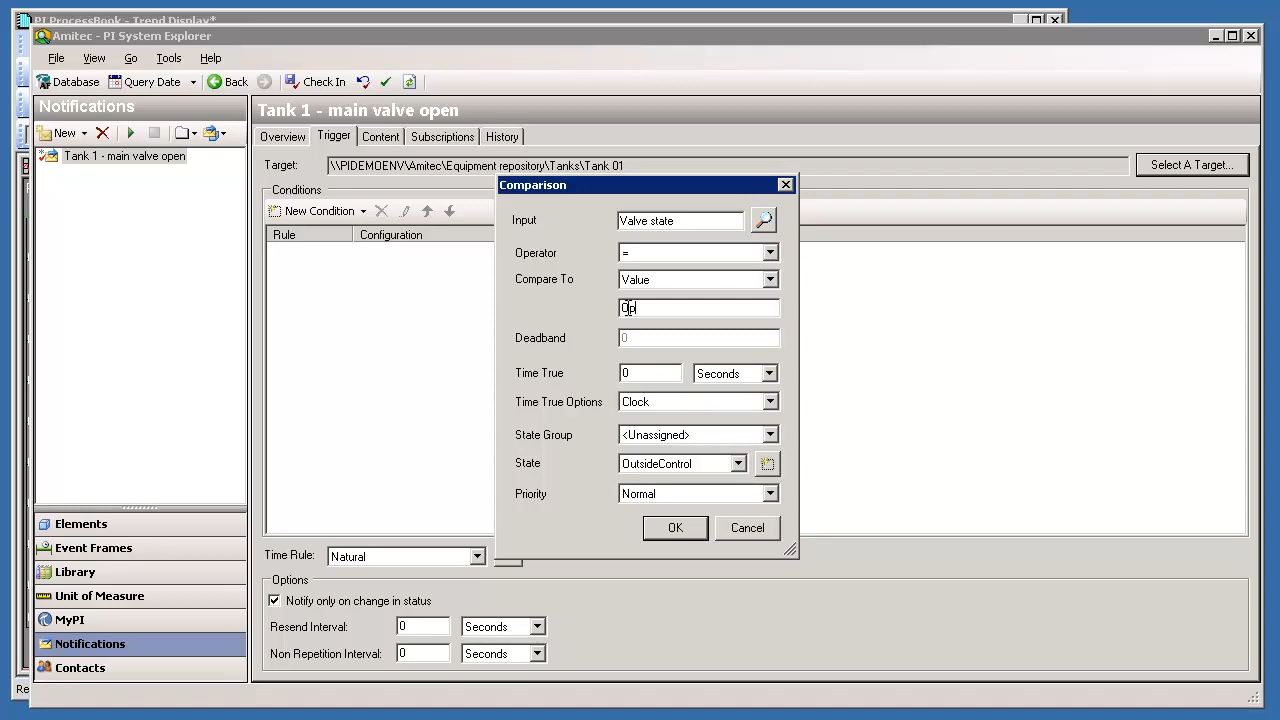 PI ProcessBook - Trend Display*
Amitec - PI System Explorer
File View Go Tools Help
Database Query Date Back Check In
Notifications
New
Tank 1 - main valve open
Elements
Event Frames
Library
Unit of Measure
MyPI
Notifications
Contacts
Re
Tank 1 - main valve open
Overview Trigger Content Subscriptions History
Target: \\PIDEMOENV\Amitec\Equipment repository\Tanks\Tank 01 Select A Target...
Conditions
New Condition
Rule Configuration
Comparison
Input Valve state
Operator =
Compare To Value
Op
Deadband 0
Time True 0 Seconds
Time True Options Clock
State Group <Unassigned>
State OutsideControl
Priority Normal
OK Cancel
Time Rule: Natural
Options
Notify only on change in status
Resend Interval: 0 Seconds
Non Repetition Interval: 0 Seconds